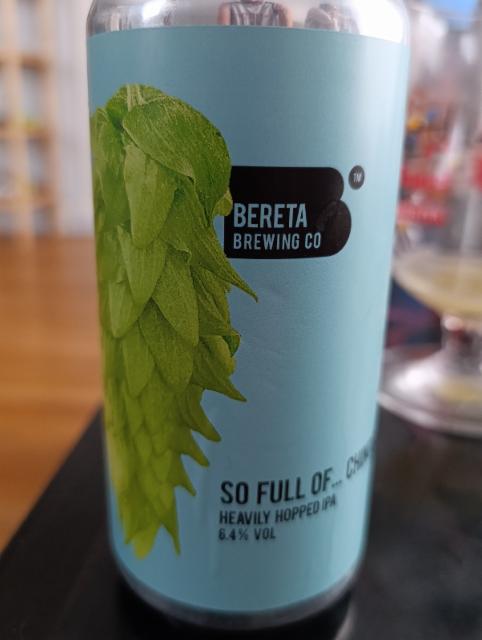 TM
BERETA
BREWING CO
SO FULL OF...
HEAVILY HOPPED IPA
6.4% VOL